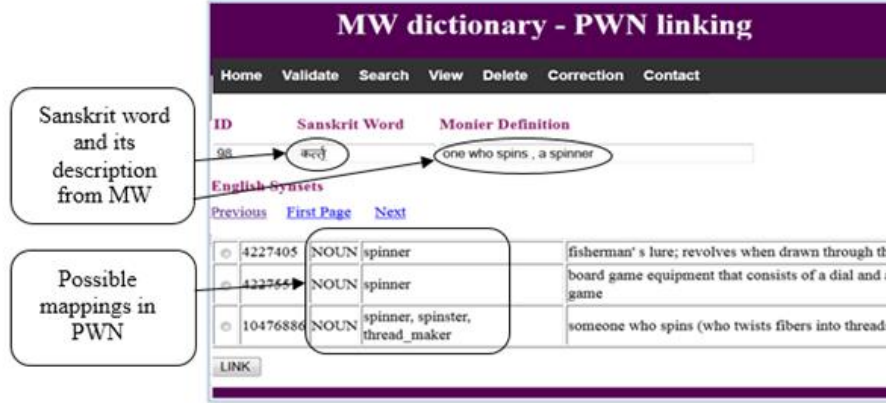 MW dictionary - PWN linking
Home Validate Search View Delete Correction Contact
Sanskrit word
and its
description
from MW
ID Sanskrit Word Monier Definition
98 कर्त्तृ one who spins , a spinner
English Synsets
Previous First Page Next
Possible
mappings in
PWN
4227405 NOUN spinner fisherman' s lure; revolves when drawn through
NOUN spinner board game equipment that consists of a dial and
game
10476886 NOUN spinner, spinster,
thread_maker someone who spins (who twists fibers into
LINK